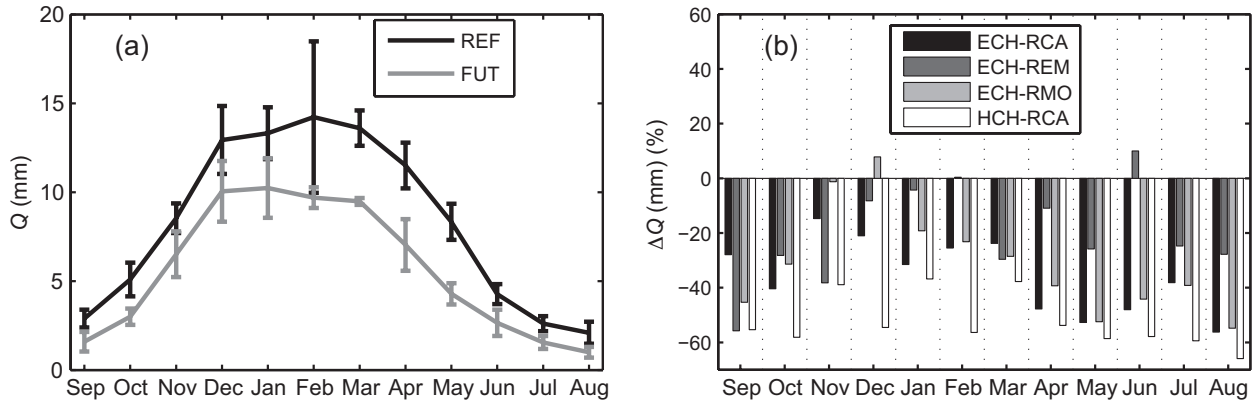 20
15
10
5
0
Q (mm)
(a)
REF
FUT
Sep Oct Nov Dec Jan Feb Mar Apr May Jun Jul Aug
60
40
20
0
−20
−40
−60
ΔQ (mm) (%)
(b)
ECH-RCA
ECH-REM
ECH-RMO
HCH-RCA
Sep Oct Nov Dec Jan Feb Mar Apr May Jun Jul Aug